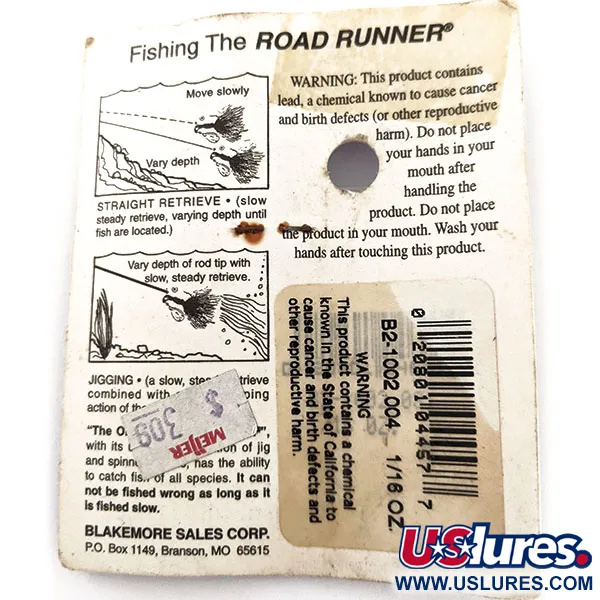 Fishing The ROAD RUNNER®
Move slowly
Vary depth
STRAIGHT RETRIEVE • (slow
steady retrieve, varying depth until
fish are located.)
Vary depth of rod tip with
slow, steady retrieve.
JIGGING • (a slow, retrieve
combined with
action of
"The
with its of jig
and has the ability
to catch fish of all species. It can
not be fished wrong as long as it
is fished slow.
BLAKEMORE SALES CORP.
P.O. Box 1149, Branson, MO 65615
WARNING: This product contains
lead, a chemical known to cause cancer
and birth defects (or other reproductive
harm). Do not place
your hands in your
mouth after
handling the
product. Do not place
the product in your mouth. Wash your
hands after touching this product.
WARNING
This product contains a chemical
known in the State of California to
cause cancer and birth defects and
other reproductive harm.
B2-1002 004 1/16 OZ.
0 20801 04457 7
MEIJER
$ 309
USlures.
WWW.USLURES.COM